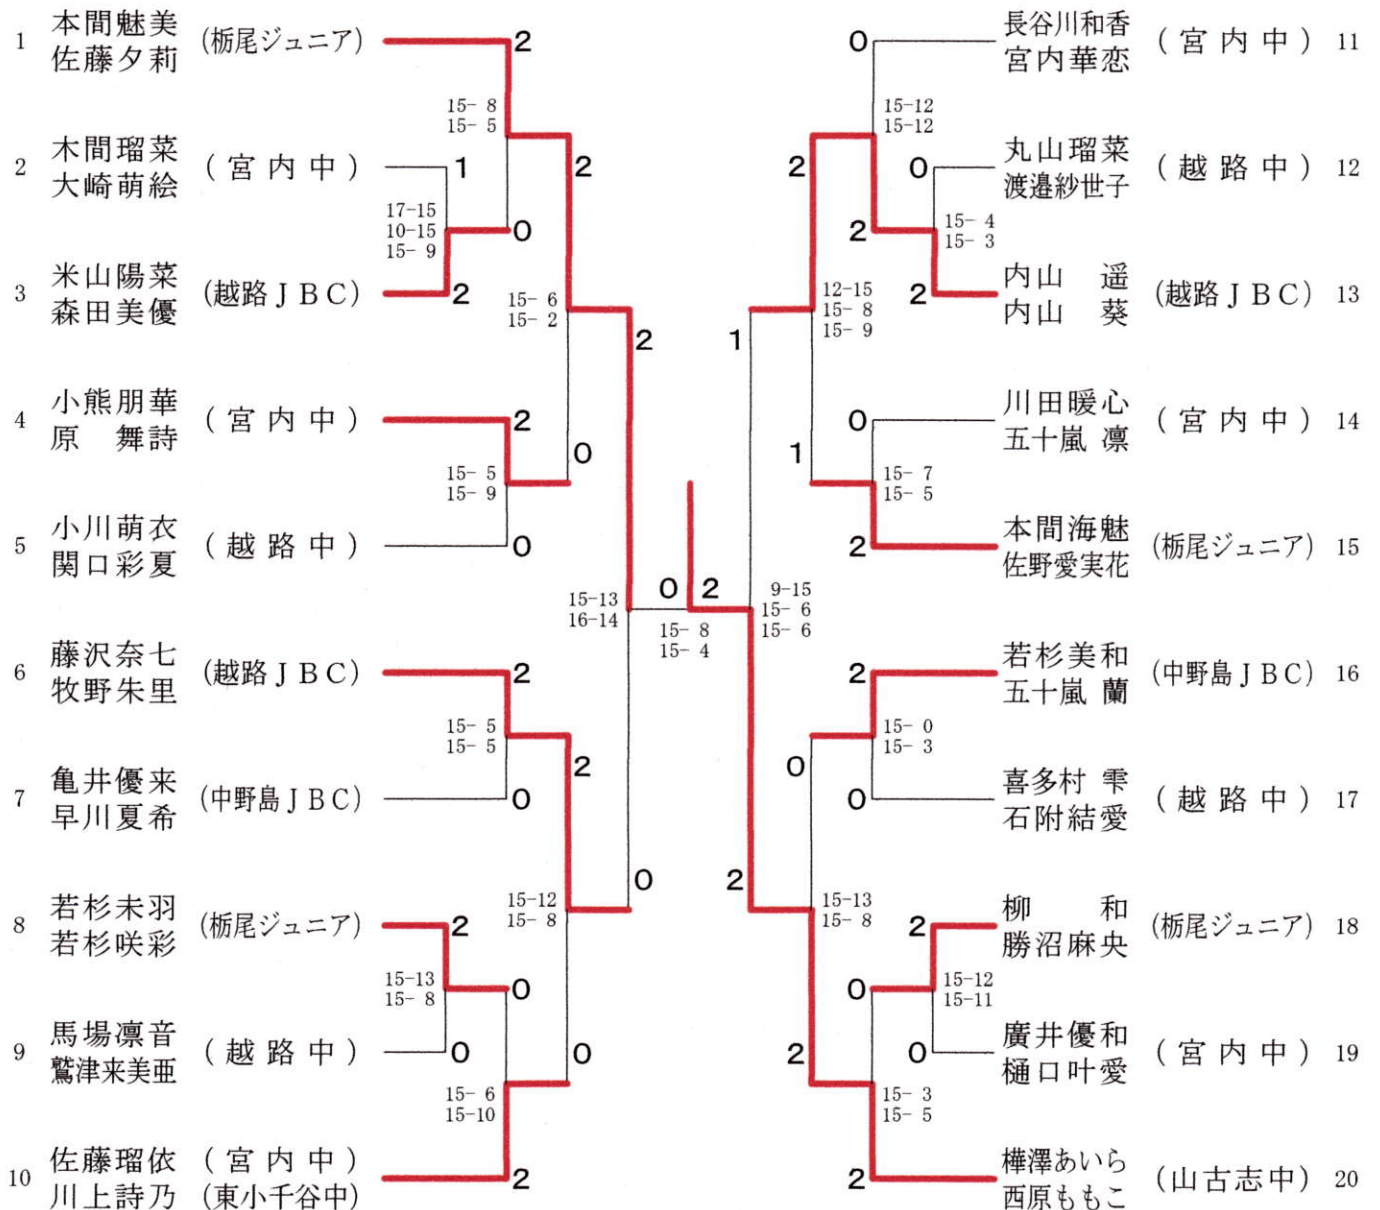 1 本間魅美 佐藤夕莉 (栃尾ジュニア) 2
15- 8
15- 5
2 木間瑠菜 大崎萌絵 (宮内中) 1
2
17-15
10-15
15- 9
0
3 米山陽菜 森田美優 (越路JBC) 2
15- 6
15- 2
2
4 小熊朋華 原 舞詩 (宮内中) 2
0
15- 5
15- 9
5 小川萌衣 関口彩夏 (越路中) 0
15-13
16-14
6 藤沢奈七 牧野朱里 (越路JBC) 2
15- 5
15- 5
2
7 亀井優来 早川夏希 (中野島JBC) 0
0
15-12
15- 8
8 若杉未羽 若杉咲彩 (栃尾ジュニア) 2
15-13
15- 8
0
9 馬場凛音 鷲津来美亜 (越路中) 0
0
15- 6
15-10
10 佐藤瑠依 川上詩乃 (宮内中) (東小千谷中) 2
0 2
15- 8
15- 4
0 長谷川和香 宮内華恋 (宮内中) 11
15-12
15-12
2
0 丸山瑠菜 渡邉紗世子 (越路中) 12
2
15- 4
15- 3
2 内山 遥 内山 葵 (越路JBC) 13
12-15
15- 8
15- 9
1
0 川田暖心 五十嵐 凛 (宮内中) 14
1
15- 7
15- 5
2 本間海魅 佐野愛実花 (栃尾ジュニア) 15
9-15
15- 6
15- 6
2 若杉美和 五十嵐 蘭 (中野島JBC) 16
15- 0
15- 3
0
0 喜多村 雫 石附結愛 (越路中) 17
2
15-13
15- 8
2 柳 和 勝沼麻央 (栃尾ジュニア) 18
0
15-12
15-11
2
0 廣井優和 樋口叶愛 (宮内中) 19
15- 3
15- 5
2 樺澤あいら 西原ももこ (山古志中) 20